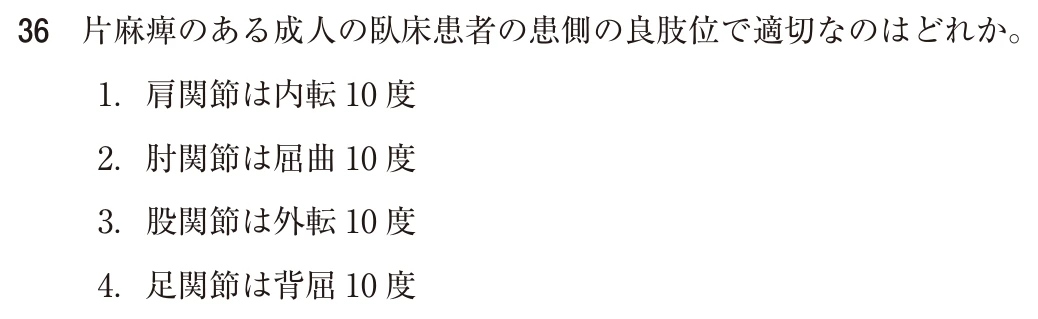 36 片麻痺のある成人の臥床患者の患側の良肢位で適切なのはどれか。
1. 肩関節は内転 10 度
2. 肘関節は屈曲 10 度
3. 股関節は外転 10 度
4. 足関節は背屈 10 度